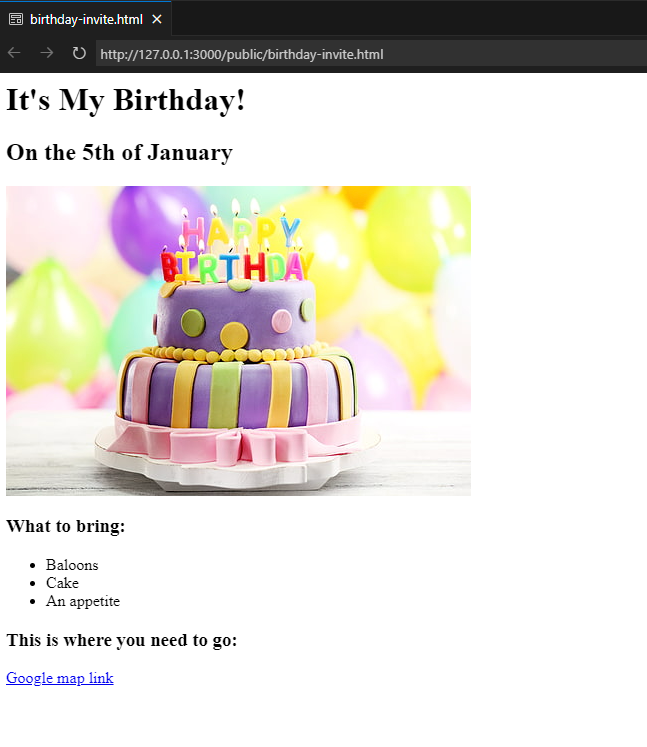 birthday-invite.html
http://127.0.0.1:3000/public/birthday-invite.html
It's My Birthday!
On the 5th of January
HAPPY
BIRTHDAY
What to bring:
Baloons
Cake
An appetite
This is where you need to go:
Google map link